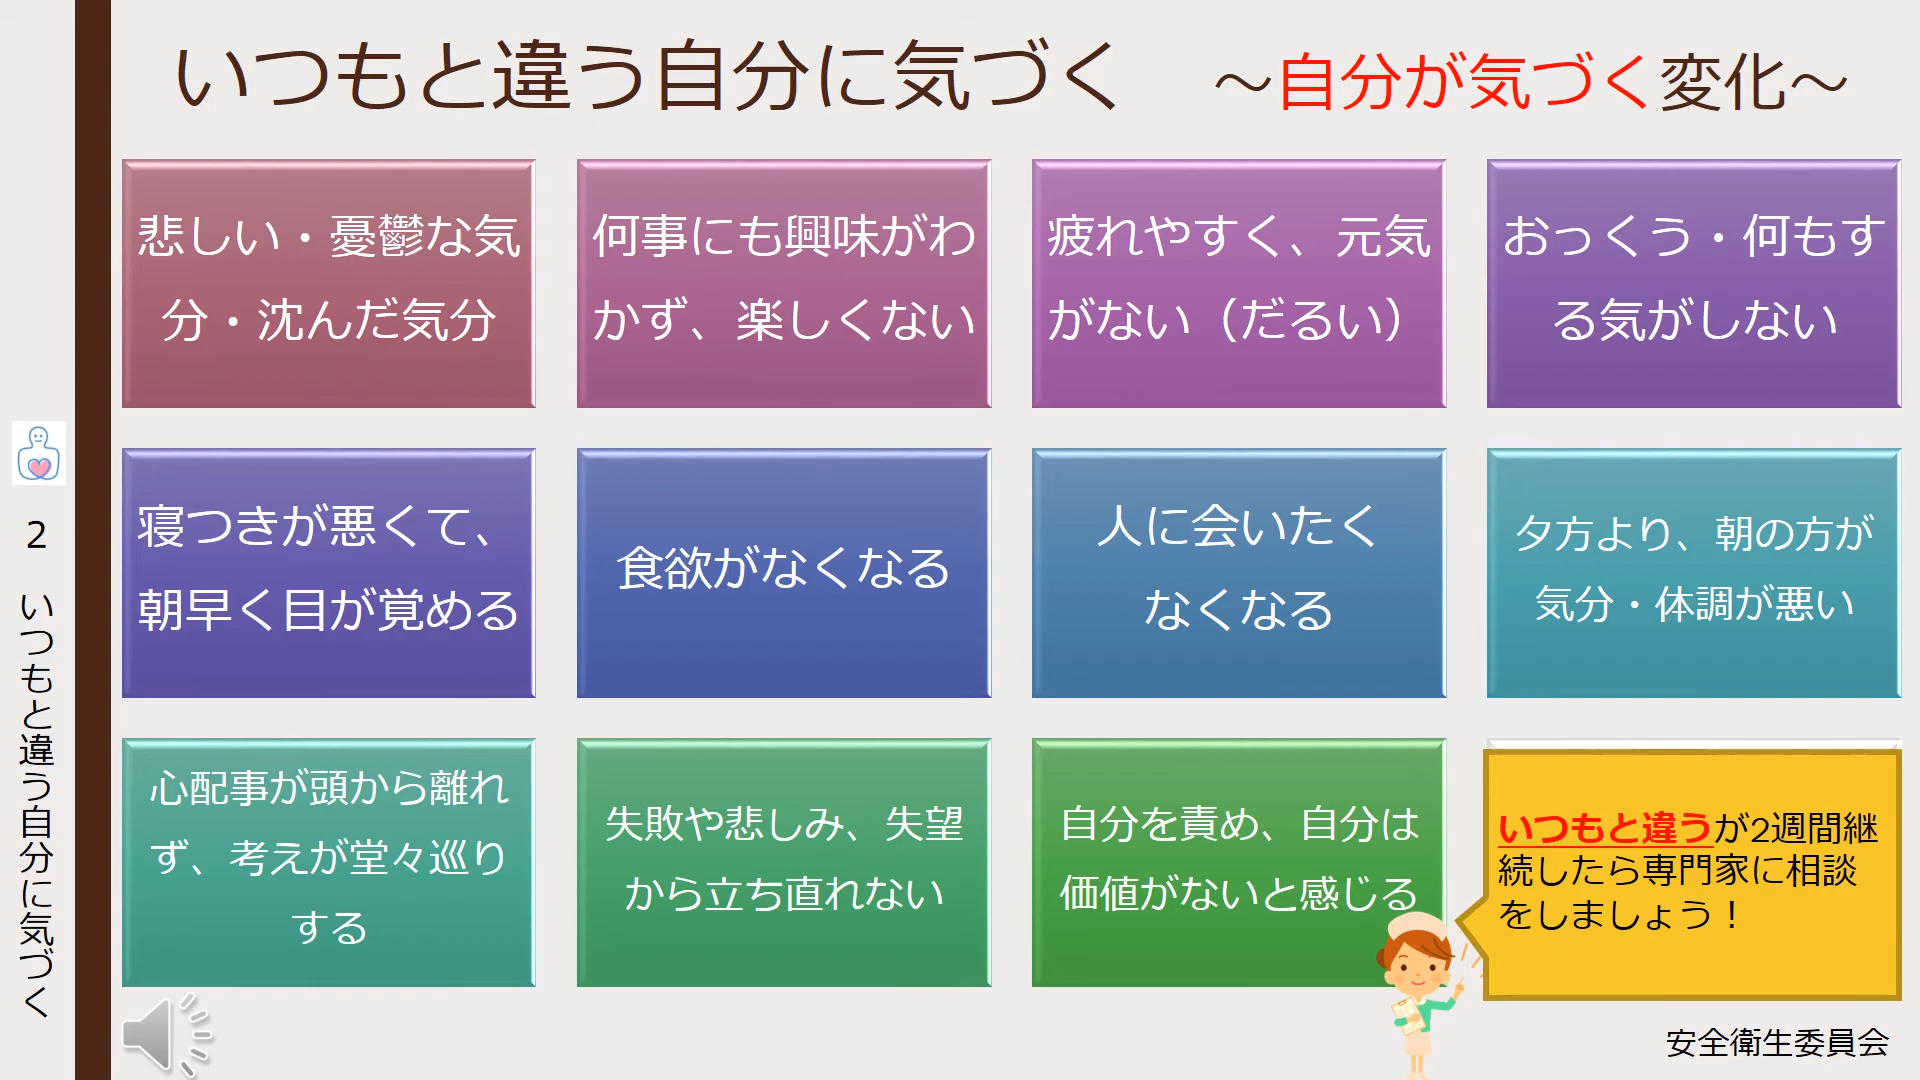 いつもと違う自分に気づく　～自分が気づく変化～
悲しい・憂鬱な気
分・沈んだ気分
何事にも興味がわ
かず、楽しくない
疲れやすく、元気
がない（だるい）
おっくう・何もす
る気がしない
寝つきが悪くて、
朝早く目が覚める
食欲がなくなる
人に会いたく
なくなる
夕方より、朝の方が
気分・体調が悪い
心配事が頭から離れ
ず、考えが堂々巡り
する
失敗や悲しみ、失望
から立ち直れない
自分を責め、自分は
価値がないと感じる
いつもと違うが2週間継
続したら専門家に相談
をしましょう！
2　いつもと違う自分に気づく
安全衛生委員会